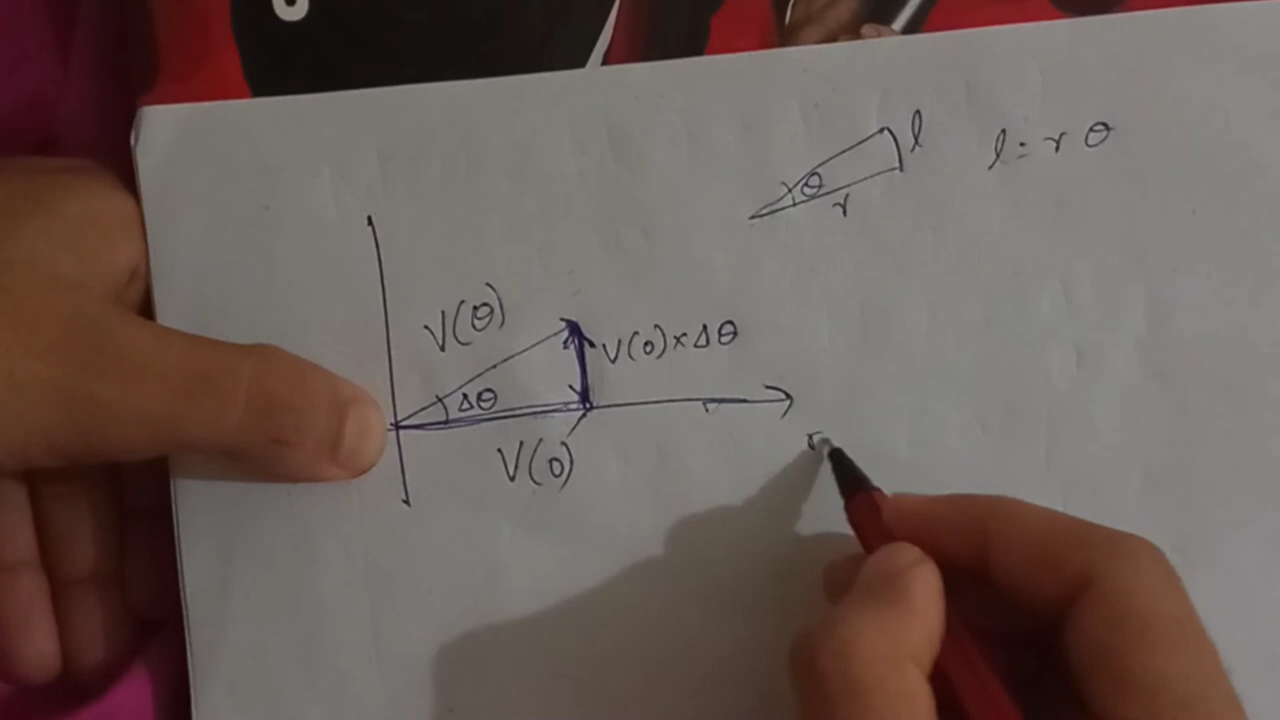 l = r θ
l
θ
r
V(θ)
V(0)×Δθ
Δθ
V(0)